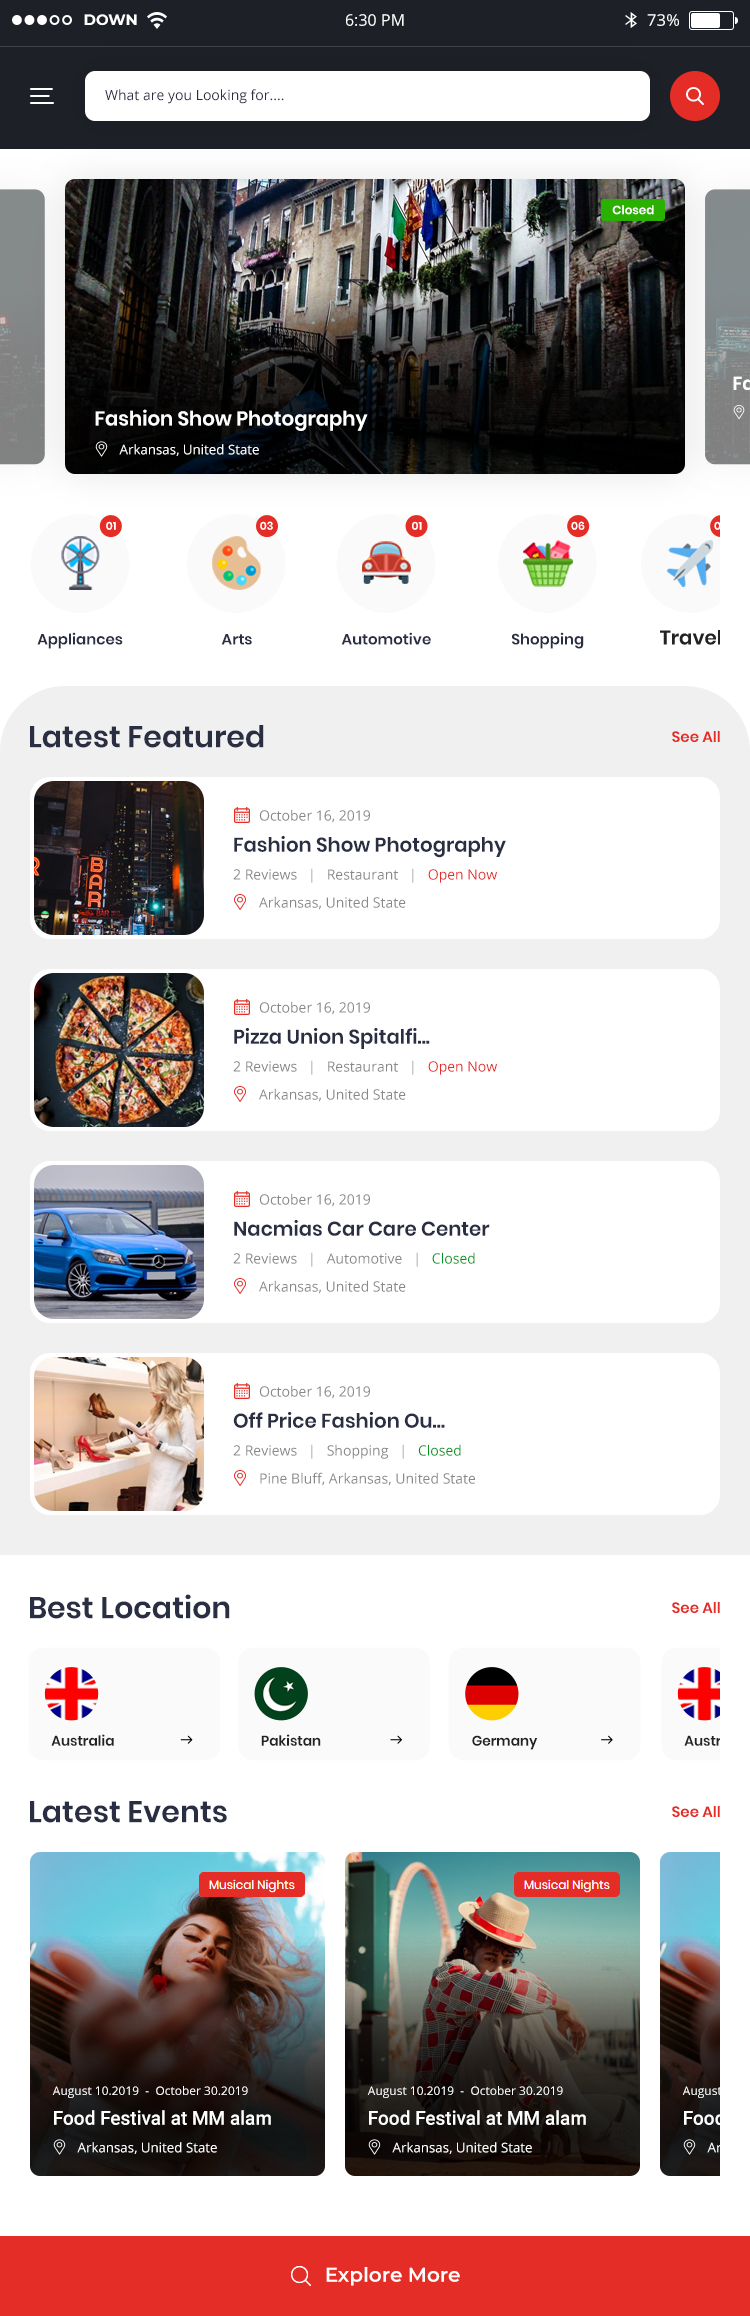 DOWN 6:30 PM 73%
What are you Looking for....
Closed
Fashion Show Photography
Arkansas, United State
Fa
01 03 01 06
Appliances Arts Automotive Shopping Travel
Latest Featured See All
October 16, 2019
Fashion Show Photography
2 Reviews | Restaurant | Open Now
Arkansas, United State
BAR
BAR
October 16, 2019
Pizza Union Spitalfi...
2 Reviews | Restaurant | Open Now
Arkansas, United State
October 16, 2019
Nacmias Car Care Center
2 Reviews | Automotive | Closed
Arkansas, United State
October 16, 2019
Off Price Fashion Ou...
2 Reviews | Shopping | Closed
Pine Bluff, Arkansas, United State
Best Location See All
Australia → Pakistan → Germany → Austr
Latest Events See All
Musical Nights
August 10.2019 - October 30.2019
Food Festival at MM alam
Arkansas, United State
Musical Nights
August 10.2019 - October 30.2019
Food Festival at MM alam
Arkansas, United State
August
Food
Ar
Explore More